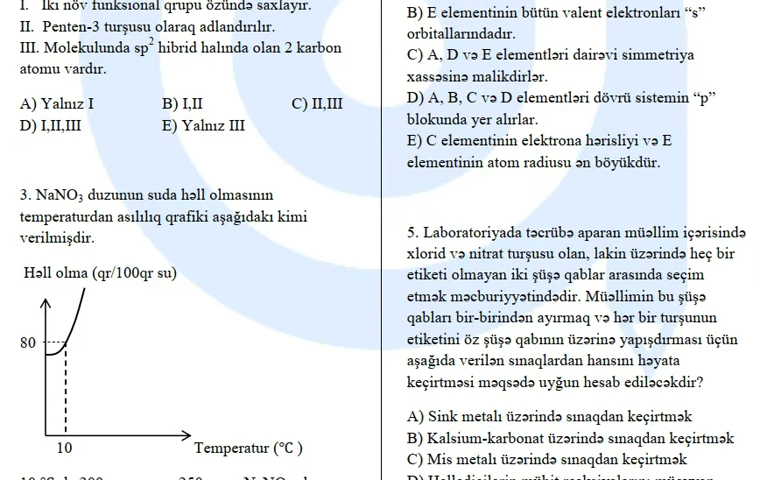 I. İki növ funksional qrupu özündə saxlayır.
II. Penten-3 turşusu olaraq adlandırılır.
III. Molekulunda sp² hibrid halında olan 2 karbon
atomu vardır.
A) Yalnız I B) I,II C) II,III
D) I,II,III E) Yalnız III
3. NaNO₃ duzunun suda həll olmasının
temperaturdan asılılıq qrafiki aşağıdakı kimi
verilmişdir.
Həll olma (qr/100qr su)
80
10
Temperatur (°C )
B) E elementinin bütün valent elektronları “s”
orbitallarındadır.
C) A, D və E elementləri dairəvi simmetriya
xassəsinə malikdirlər.
D) A, B, C və D elementləri dövrü sistemin “p”
blokunda yer alırlar.
E) C elementinin elektrona hərisliyi və E
elementinin atom radiusu ən böyükdür.
5. Laboratoriyada təcrübə aparan müəllim içərisində
xlorid və nitrat turşusu olan, lakin üzərində heç bir
etiketi olmayan iki şüşə qablar arasında seçim
etmək məcburiyyətindədir. Müəllimin bu şüşə
qabları bir-birindən ayırmaq və hər bir turşunun
etiketini öz şüşə qabının üzərinə yapışdırması üçün
aşağıda verilən sınaqlardan hansını həyata
keçirtməsi məqsədə uyğun hesab ediləcəkdir?
A) Sink metalı üzərində sınaqdan keçirtmək
B) Kalsium-karbonat üzərində sınaqdan keçirtmək
C) Mis metalı üzərində sınaqdan keçirtmək